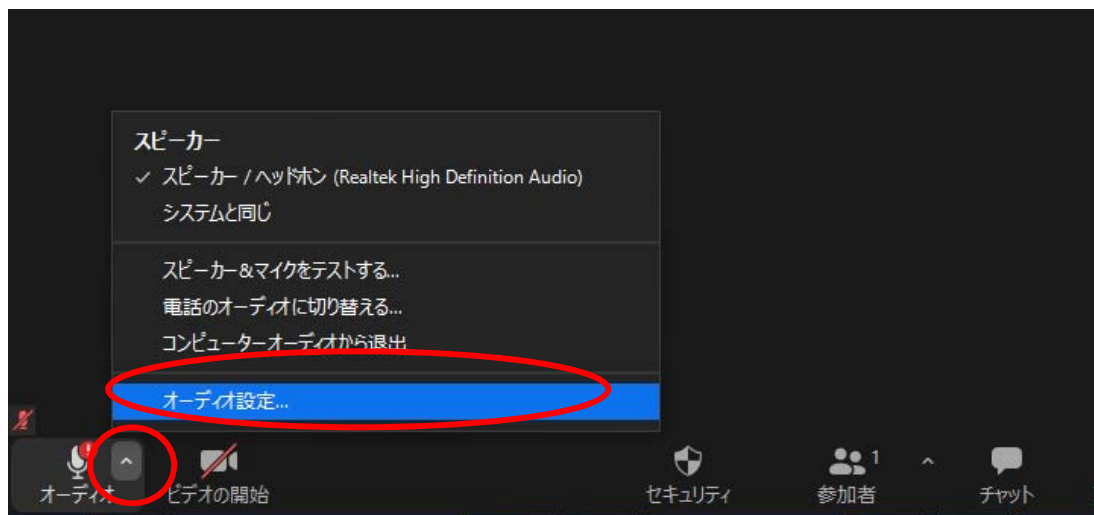 スピーカー
スピーカー / ヘッドホン (Realtek High Definition Audio)
システムと同じ
スピーカー&マイクをテストする...
電話のオーディオに切り替える...
コンピューターオーディオから退出
オーディオ設定...
オーディオ ビデオの開始 セキュリティ 参加者 1 チャット